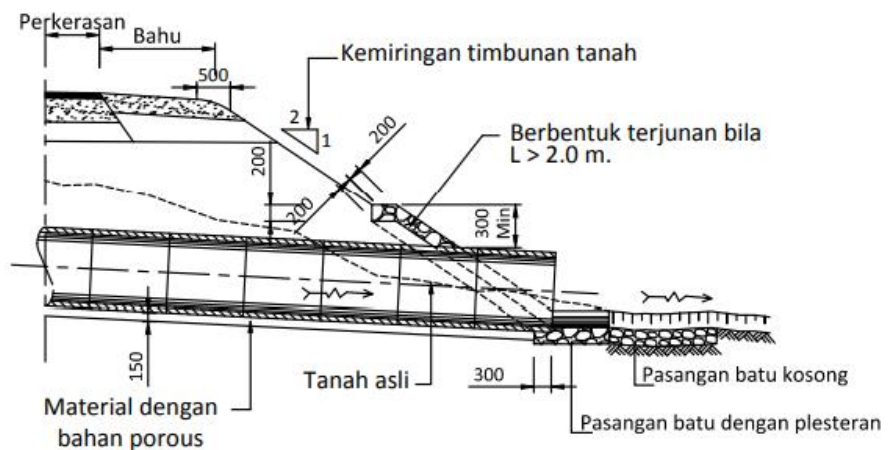 Perkerasan
Bahu
500
Kemiringan timbunan tanah
2
1
200
Berbentuk terjunan bila
L > 2.0 m.
200
200
300
Min
150
Tanah asli
300
Material dengan
bahan porous
Pasangan batu kosong
Pasangan batu dengan plesteran